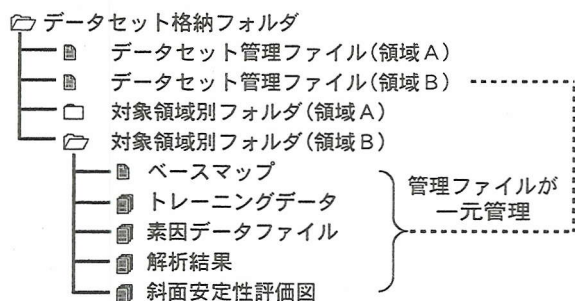 データセット格納フォルダ
データセット管理ファイル(領域A)
データセット管理ファイル(領域B)
対象領域別フォルダ(領域A)
対象領域別フォルダ(領域B)
ベースマップ
トレーニングデータ
素因データファイル
解析結果
斜面安定性評価図
管理ファイルが
一元管理